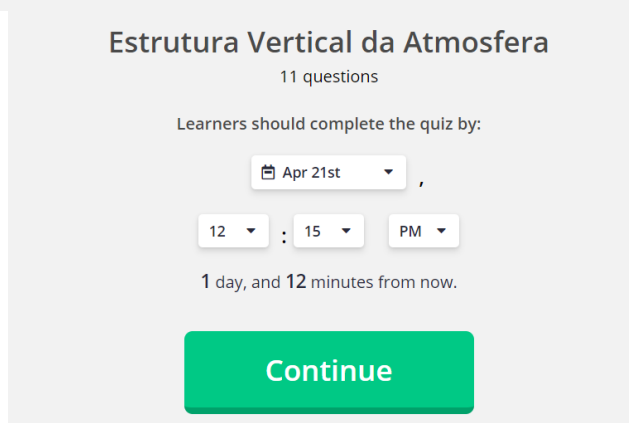 Estrutura Vertical da Atmosfera
11 questions
Learners should complete the quiz by:
Apr 21st ,
12 : 15 PM
1 day, and 12 minutes from now.
Continue